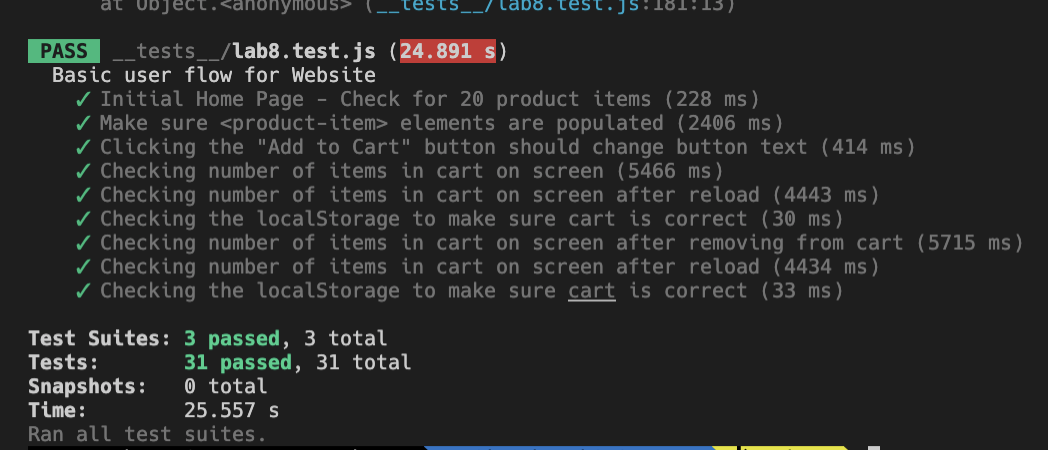 at Object.<anonymous> (__tests__/lab8.test.js:181:13)
PASS __tests__/lab8.test.js (24.891 s)
Basic user flow for Website
✓ Initial Home Page - Check for 20 product items (228 ms)
✓ Make sure <product-item> elements are populated (2406 ms)
✓ Clicking the "Add to Cart" button should change button text (414 ms)
✓ Checking number of items in cart on screen (5466 ms)
✓ Checking number of items in cart on screen after reload (4443 ms)
✓ Checking the localStorage to make sure cart is correct (30 ms)
✓ Checking number of items in cart on screen after removing from cart (5715 ms)
✓ Checking number of items in cart on screen after reload (4434 ms)
✓ Checking the localStorage to make sure cart is correct (33 ms)
Test Suites: 3 passed, 3 total
Tests: 31 passed, 31 total
Snapshots: 0 total
Time: 25.557 s
Ran all test suites.